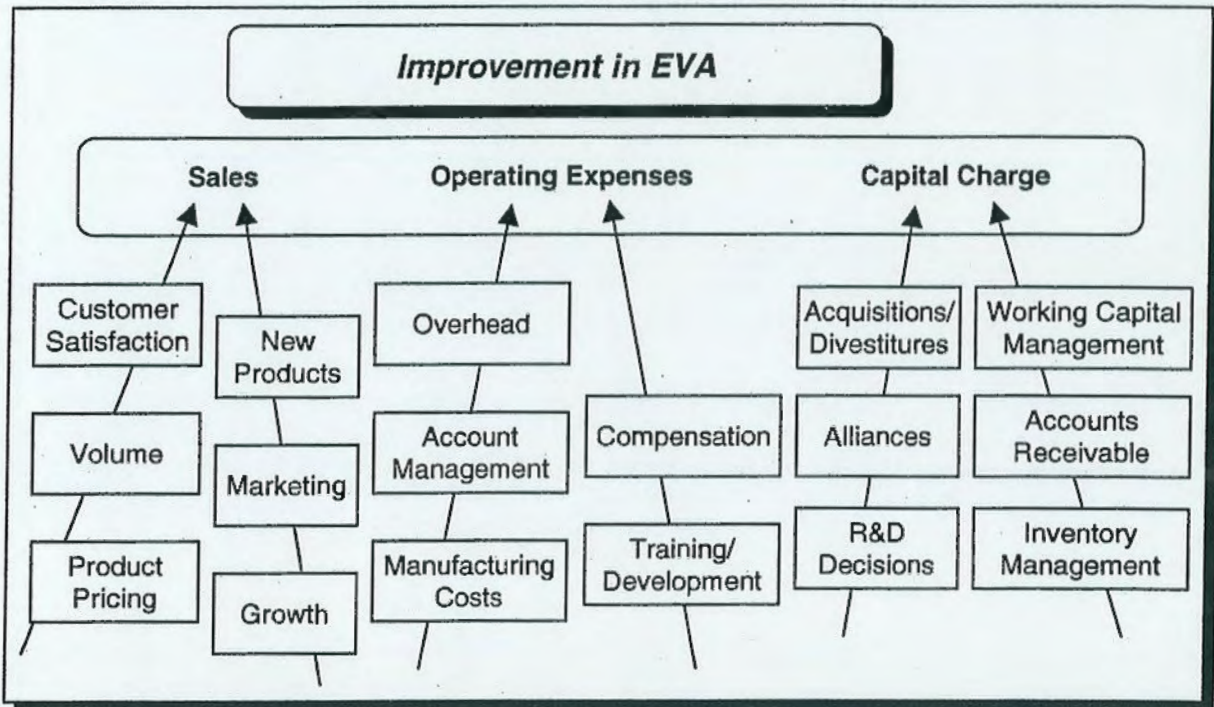 Improvement in EVA
Sales
Operating Expenses
Capital Charge
Customer
Satisfaction
Volume
Product
Pricing
New
Products
Marketing
Growth
Overhead
Account
Management
Manufacturing
Costs
Compensation
Training/
Development
Acquisitions/
Divestitures
Alliances
R&D
Decisions
Working Capital
Management
Accounts
Receivable
Inventory
Management